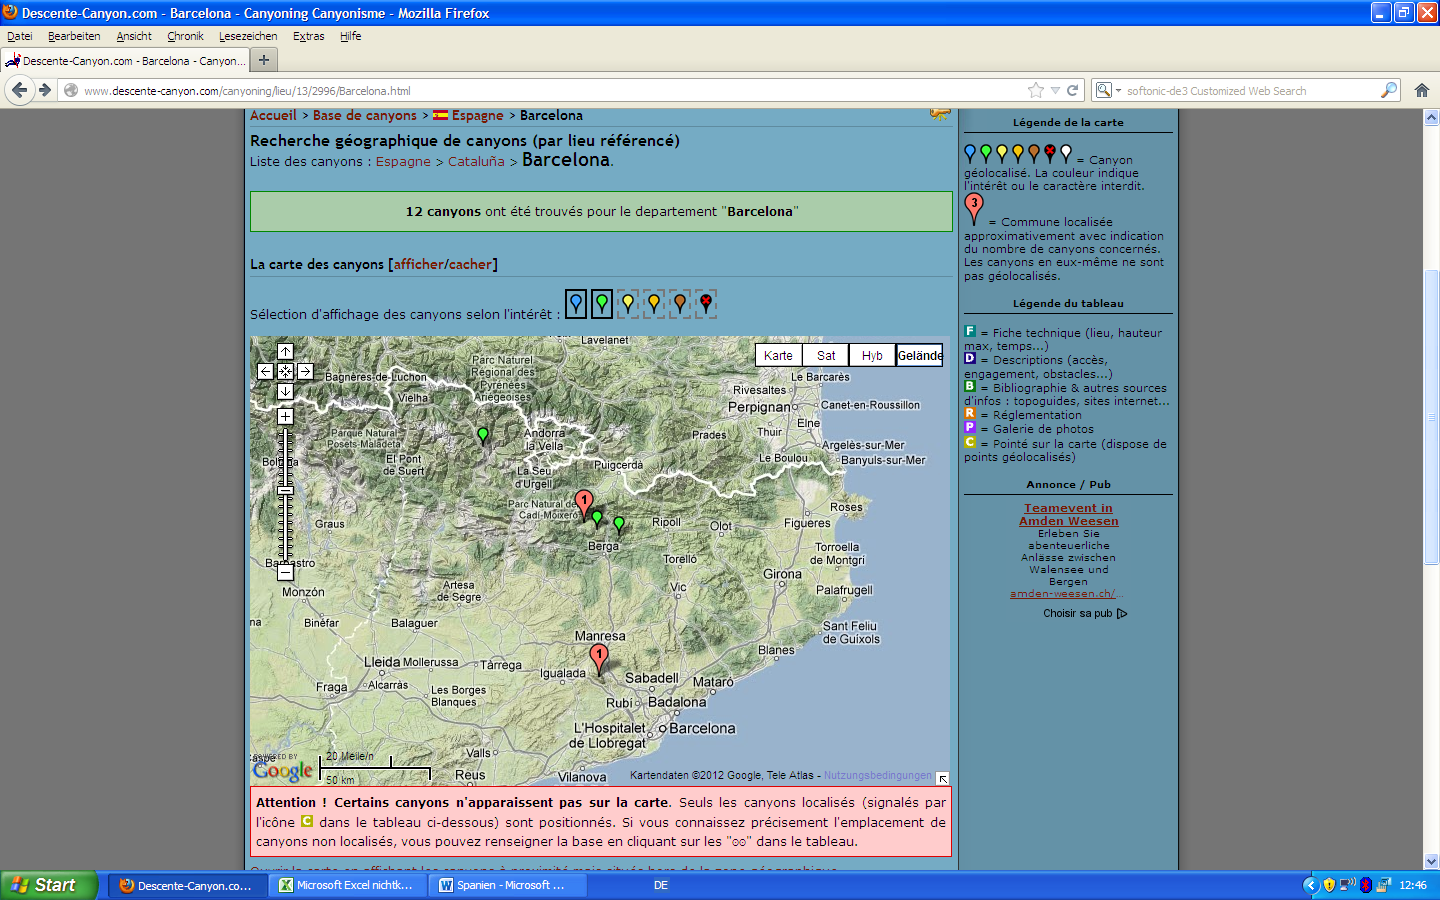 Descente-Canyon.com - Barcelona - Canyoning Canyonisme - Mozilla Firefox
Datei Bearbeiten Ansicht Chronik Lesezeichen Extras Hilfe
Descente-Canyon.com - Barcelona - Canyon...
www.descente-canyon.com/canyoning/lieu/13/2996/Barcelona.html
softonic-de3 Customized Web Search
Accueil > Base de canyons > Espagne > Barcelona
Recherche géographique de canyons (par lieu référencé)
Liste des canyons : Espagne > Cataluña > Barcelona.
12 canyons ont été trouvés pour le departement "Barcelona"
La carte des canyons [afficher/cacher]
Sélection d'affichage des canyons selon l'intérêt :
Karte Sat Hyb Gelände
Lavelanet
Parc Naturel
Régional des
Pyrénées
Ariégeoises
Bagnères-de-Luchon
Vielha
Le Barcarès
Rivesaltes
Canet-en-Roussillon
Perpignan
Elne
Thuir
Prades
Argelès-sur-Mer
Banyuls-sur-Mer
Le Boulou
Parque Natural
Posets-Maladeta
Andorra
la Vella
El Pont
de Suert
Puigcerdà
La Seu
d'Urgell
Parc Natural de
Cadí-Moixeró
1
Roses
Figueres
Ripoll
Olot
Graus
Berga
Torelló
Torroella
de Montgrí
Girona
Palafrugell
Monzón
Artesa
de Segre
Vic
Binéfar
Balaguer
Sant Feliu
de Guíxols
Manresa
Blanes
1
Lleida
Mollerussa
Tàrrega
Igualada
Sabadell
Mataró
Fraga
Alcarràs
Les Borges
Blanques
Rubí
Badalona
L'Hospitalet
de Llobregat
Barcelona
Valls
Reus
Vilanova
20 Meile/n
50 km
POWERED BY
Google
Kartendaten ©2012 Google, Tele Atlas - Nutzungsbedingungen
Attention ! Certains canyons n'apparaissent pas sur la carte. Seuls les canyons localisés (signalés par
l'icône C dans le tableau ci-dessous) sont positionnés. Si vous connaissez précisément l'emplacement de
canyons non localisés, vous pouvez renseigner la base en cliquant sur les "∞" dans le tableau.
Légende de la carte
= Canyon
géolocalisé. La couleur indique
l'intérêt ou le caractère interdit.
3 = Commune localisée
approximativement avec indication
du nombre de canyons concernés.
Les canyons en eux-même ne sont
pas géolocalisés.
Légende du tableau
F = Fiche technique (lieu, hauteur
max, temps...)
D = Descriptions (accès,
engagement, obstacles...)
B = Bibliographie & autres sources
d'infos : topoguides, sites internet...
R = Réglementation
P = Galerie de photos
C = Pointé sur la carte (dispose de
points géolocalisés)
Annonce / Pub
Teamevent in
Amden Weesen
Erleben Sie
abenteuerliche
Anlässe zwischen
Walensee und
Bergen
amden-weesen.ch/...
Choisir sa pub
Start
Descente-Canyon.co...
Microsoft Excel nichtk...
Spanien - Microsoft ...
DE
12:46